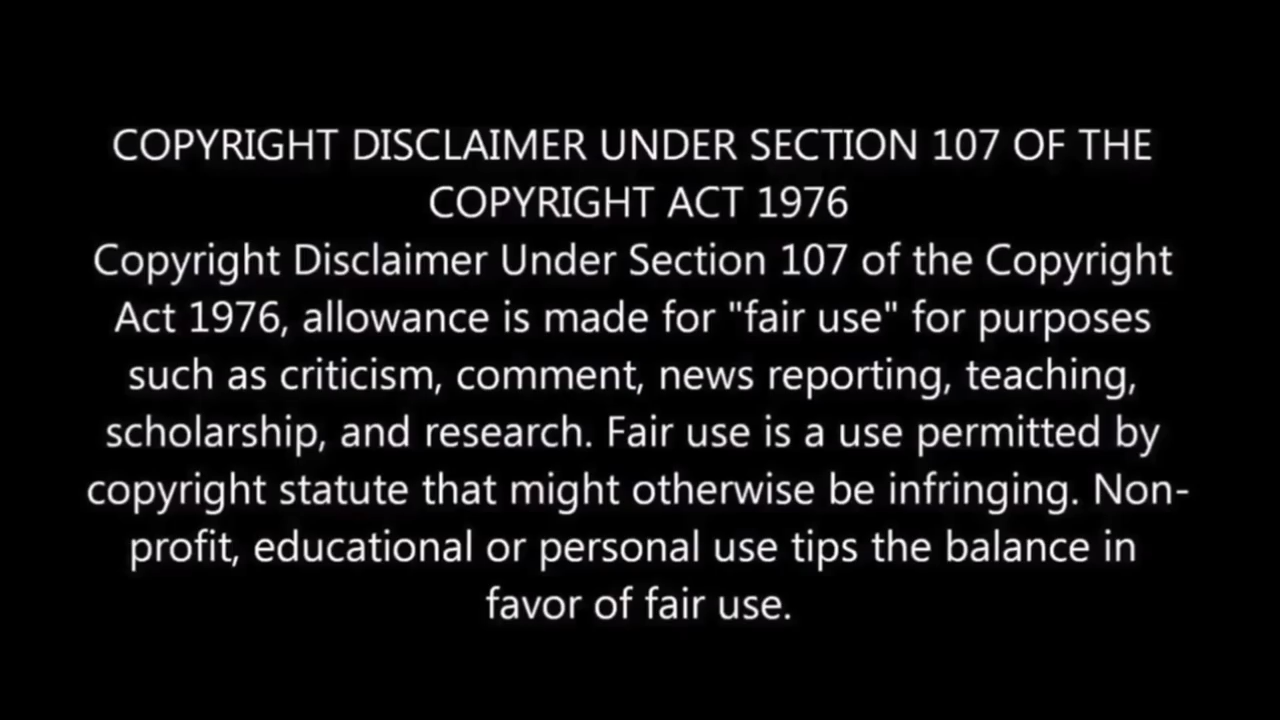 COPYRIGHT DISCLAIMER UNDER SECTION 107 OF THE
COPYRIGHT ACT 1976
Copyright Disclaimer Under Section 107 of the Copyright
Act 1976, allowance is made for "fair use" for purposes
such as criticism, comment, news reporting, teaching,
scholarship, and research. Fair use is a use permitted by
copyright statute that might otherwise be infringing. Non-
profit, educational or personal use tips the balance in
favor of fair use.